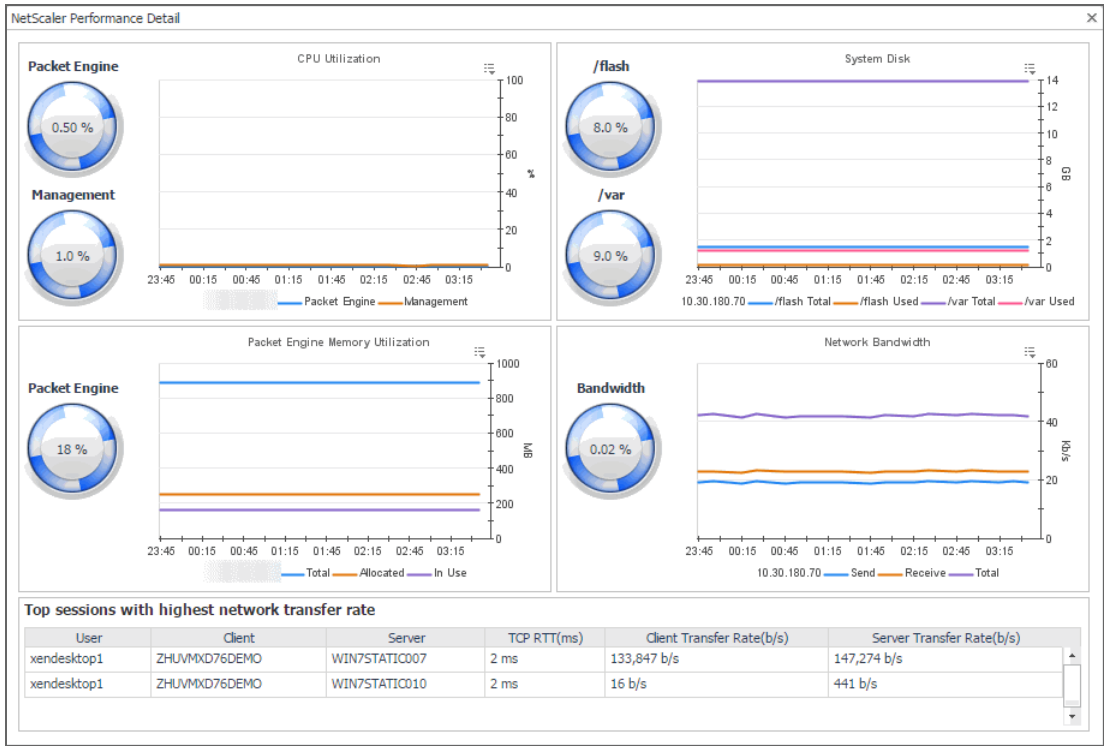 NetScaler Performance Detail
Packet Engine
0.50 %
Management
1.0 %
CPU Utilization
100
80
60
40
20
0
%
23:45 00:15 00:45 01:15 01:45 02:15 02:45 03:15
Packet Engine Management
/flash
8.0 %
/var
9.0 %
System Disk
14
12
10
8
6
4
2
0
GB
23:45 00:15 00:45 01:15 01:45 02:15 02:45 03:15
10.30.180.70 /flash Total /flash Used /var Total /var Used
Packet Engine
18 %
Packet Engine Memory Utilization
1000
800
600
400
200
0
MB
23:45 00:15 00:45 01:15 01:45 02:15 02:45 03:15
Total Allocated In Use
Bandwidth
0.02 %
Network Bandwidth
60
40
20
0
Kb/s
23:45 00:15 00:45 01:15 01:45 02:15 02:45 03:15
10.30.180.70 Send Receive Total
Top sessions with highest network transfer rate
User Client Server TCP RTT(ms) Client Transfer Rate(b/s) Server Transfer Rate(b/s)
xendesktop1 ZHUVMXD76DEMO WIN7STATIC007 2 ms 133,847 b/s 147,274 b/s
xendesktop1 ZHUVMXD76DEMO WIN7STATIC010 2 ms 16 b/s 441 b/s